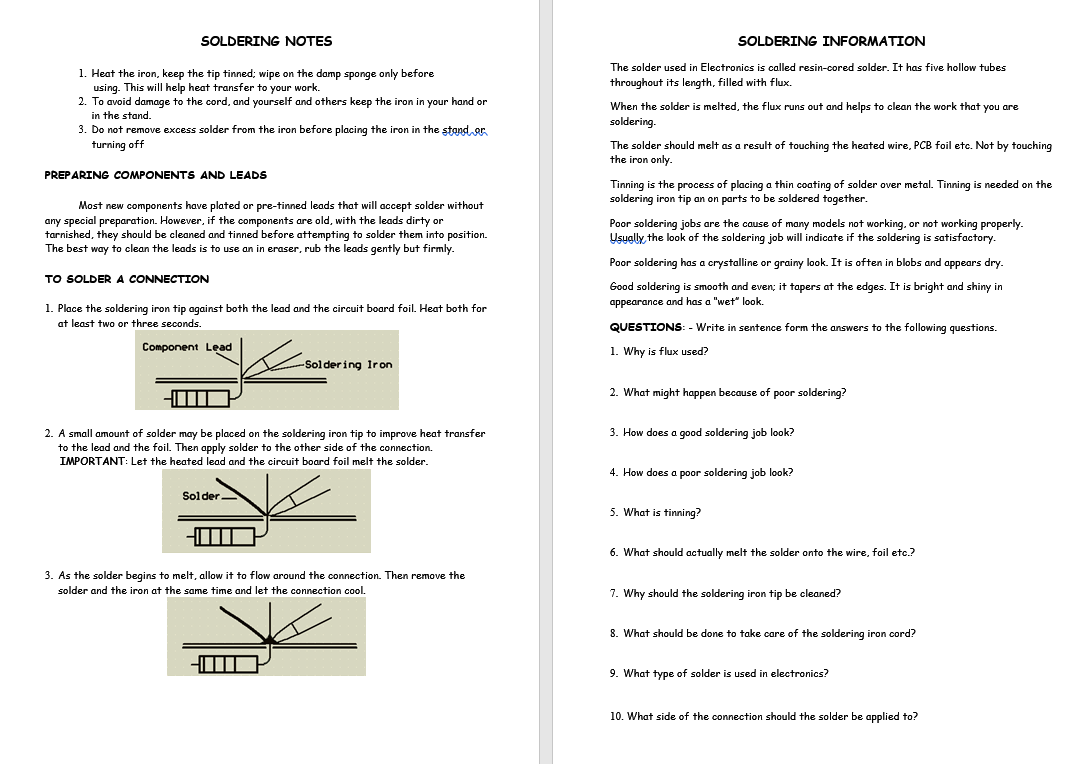 SOLDERING NOTES
1. Heat the iron, keep the tip tinned; wipe on the damp sponge only before
using. This will help heat transfer to your work.
2. To avoid damage to the cord, and yourself and others keep the iron in your hand or
in the stand.
3. Do not remove excess solder from the iron before placing the iron in the stand or
turning off
PREPARING COMPONENTS AND LEADS
Most new components have plated or pre-tinned leads that will accept solder without
any special preparation. However, if the components are old, with the leads dirty or
tarnished, they should be cleaned and tinned before attempting to solder them into position.
The best way to clean the leads is to use an in eraser, rub the leads gently but firmly.
TO SOLDER A CONNECTION
1. Place the soldering iron tip against both the lead and the circuit board foil. Heat both for
at least two or three seconds.
Component Lead
Soldering Iron
2. A small amount of solder may be placed on the soldering iron tip to improve heat transfer
to the lead and the foil. Then apply solder to the other side of the connection.
IMPORTANT: Let the heated lead and the circuit board foil melt the solder.
Solder
3. As the solder begins to melt, allow it to flow around the connection. Then remove the
solder and the iron at the same time and let the connection cool.
SOLDERING INFORMATION
The solder used in Electronics is called resin-cored solder. It has five hollow tubes
throughout its length, filled with flux.
When the solder is melted, the flux runs out and helps to clean the work that you are
soldering.
The solder should melt as a result of touching the heated wire, PCB foil etc. Not by touching
the iron only.
Tinning is the process of placing a thin coating of solder over metal. Tinning is needed on the
soldering iron tip an on parts to be soldered together.
Poor soldering jobs are the cause of many models not working, or not working properly.
Usually the look of the soldering job will indicate if the soldering is satisfactory.
Poor soldering has a crystalline or grainy look. It is often in blobs and appears dry.
Good soldering is smooth and even; it tapers at the edges. It is bright and shiny in
appearance and has a "wet" look.
QUESTIONS: - Write in sentence form the answers to the following questions.
1. Why is flux used?
2. What might happen because of poor soldering?
3. How does a good soldering job look?
4. How does a poor soldering job look?
5. What is tinning?
6. What should actually melt the solder onto the wire, foil etc.?
7. Why should the soldering iron tip be cleaned?
8. What should be done to take care of the soldering iron cord?
9. What type of solder is used in electronics?
10. What side of the connection should the solder be applied to?